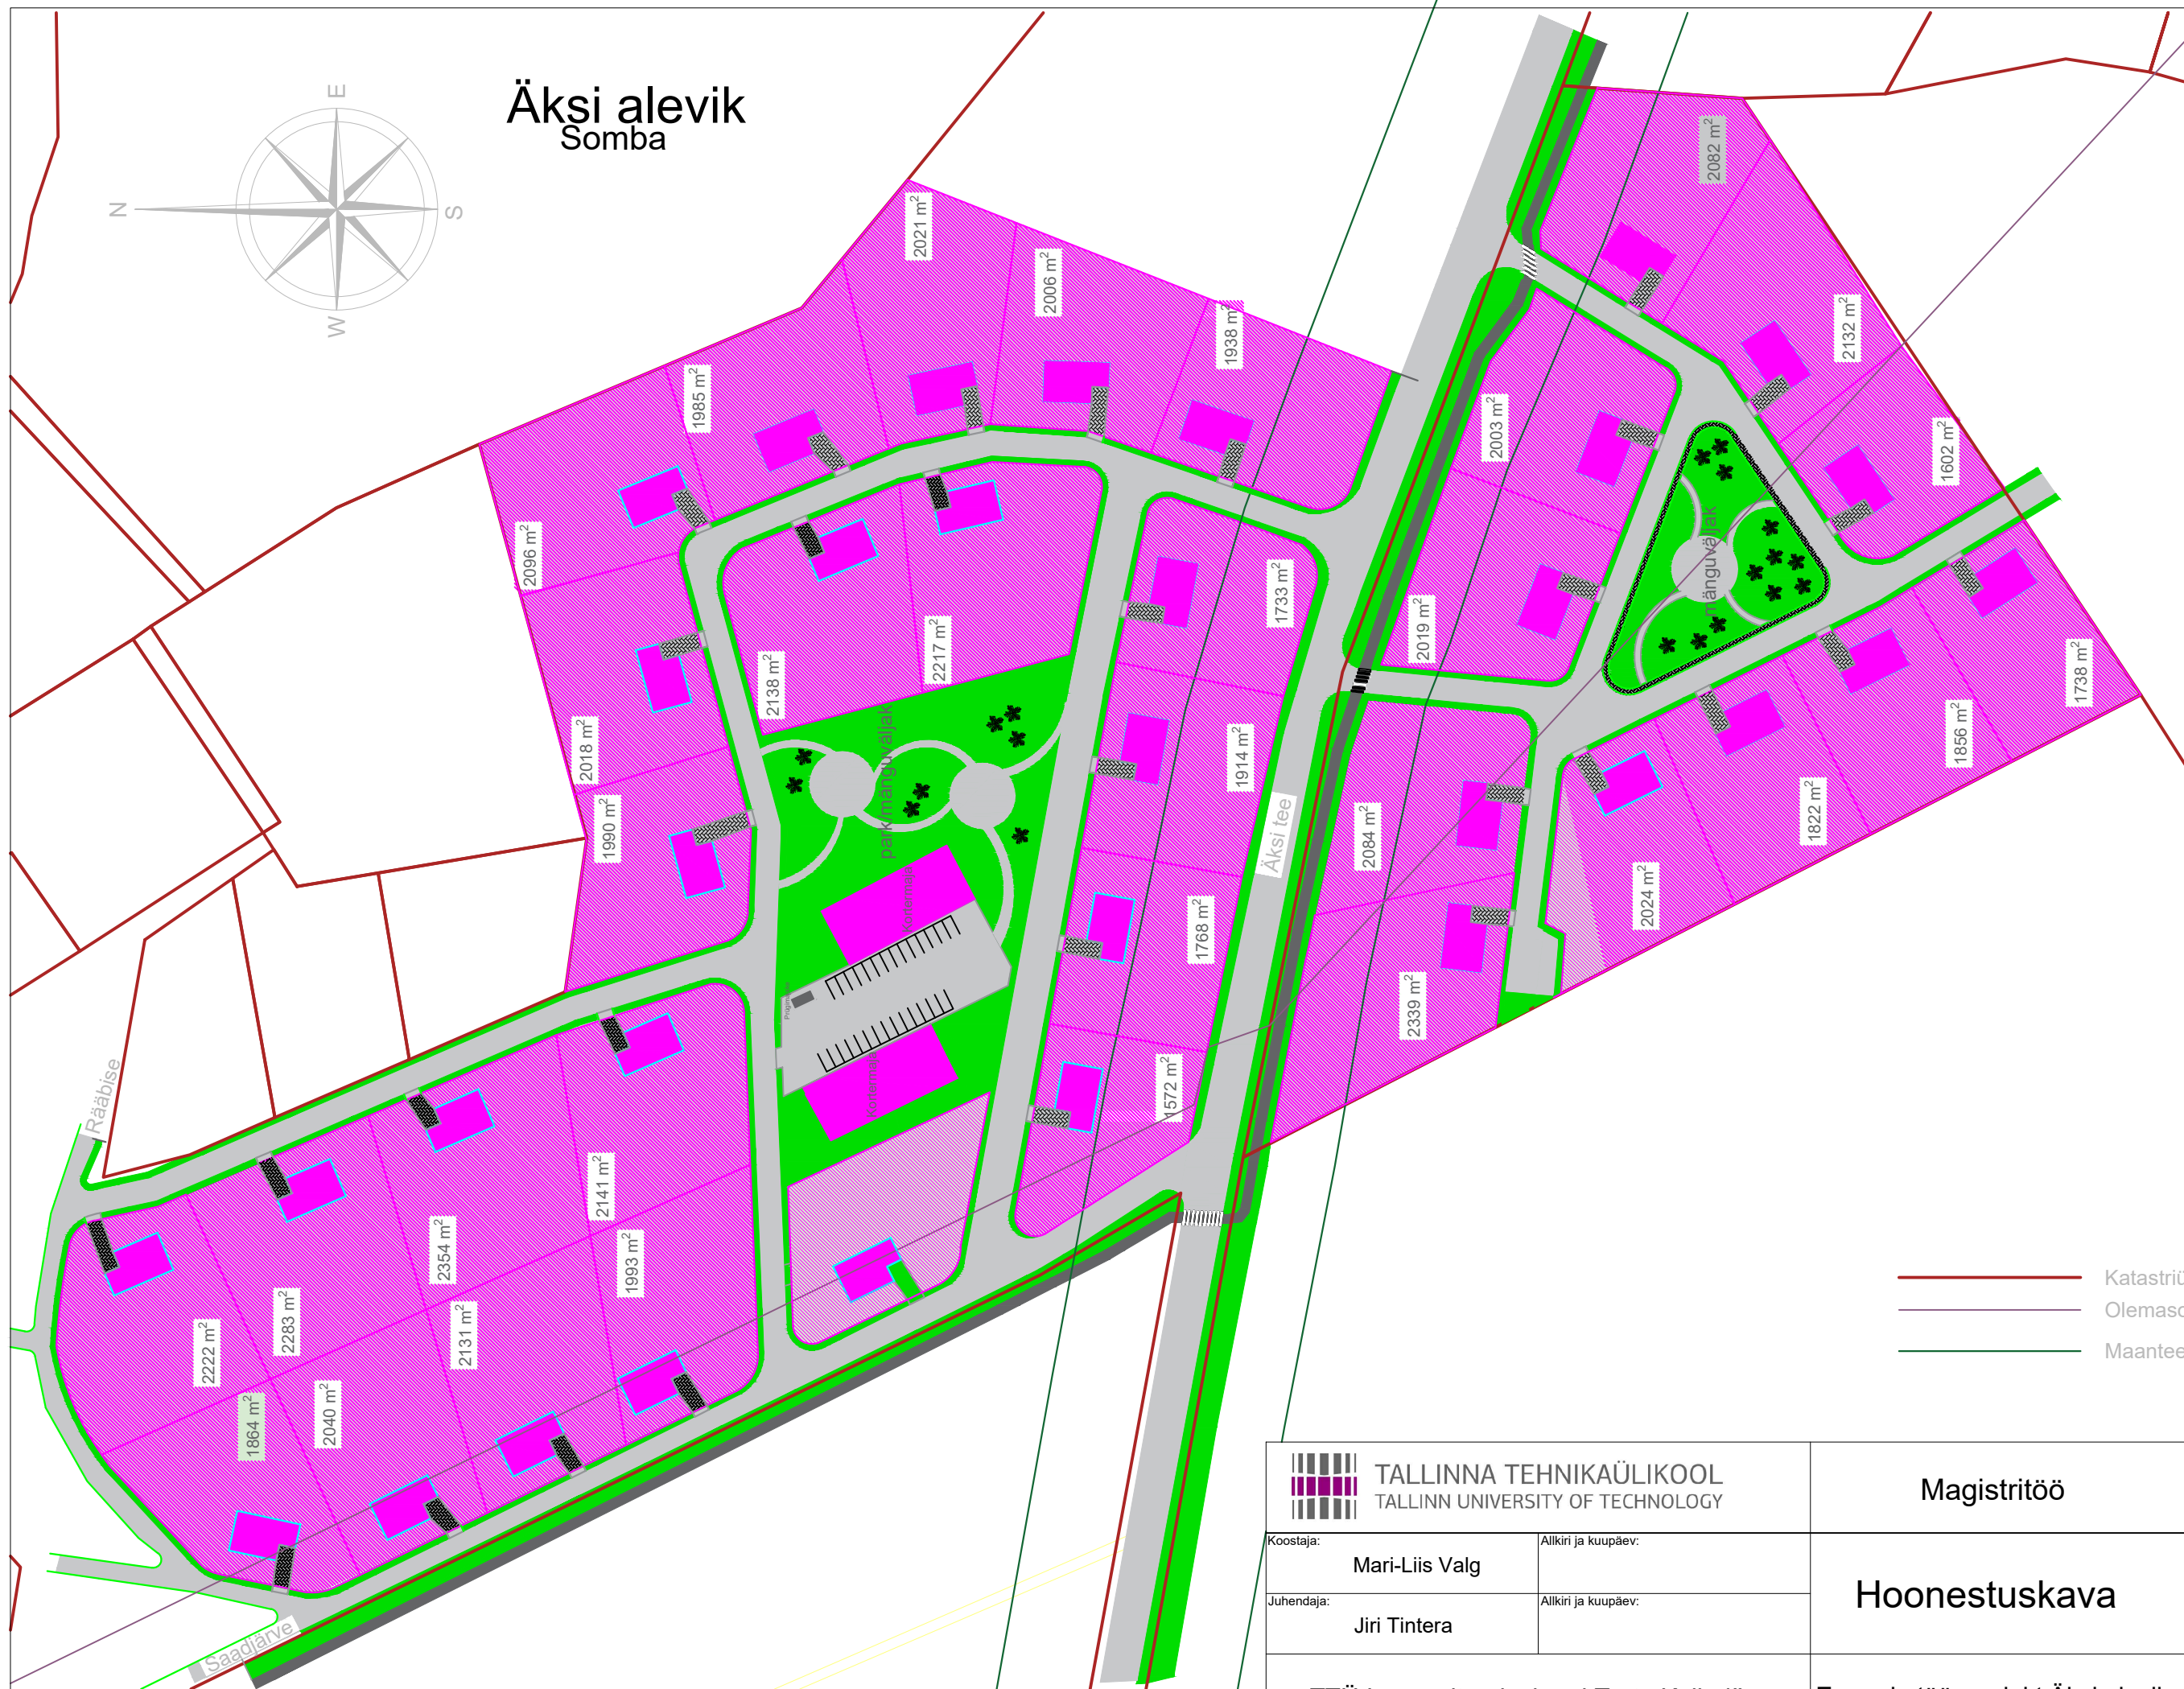 Äksi alevik
Somba
N
E
S
W
2021 m²
2006 m²
1938 m²
1985 m²
2096 m²
2018 m²
1990 m²
2138 m²
2217 m²
1733 m²
1914 m²
1768 m²
1572 m²
park/mänguväljak
Äksi tee
2082 m²
2132 m²
1602 m²
2003 m²
2019 m²
mänguväljak
1738 m²
1856 m²
1822 m²
2024 m²
2084 m²
2339 m²
Rääbise
2141 m²
1993 m²
2354 m²
2131 m²
2283 m²
2222 m²
2040 m²
1864 m²
Saadjärve
Maantee
TALLINNA TEHNIKAÜLIKOOL
TALLINN UNIVERSITY OF TECHNOLOGY
Magistritöö
Koostaja:
Allkiri ja kuupäev:
Mari-Liis Valg
Hoonestuskava
Juhendaja:
Allkiri ja kuupäev:
Jiri Tintera